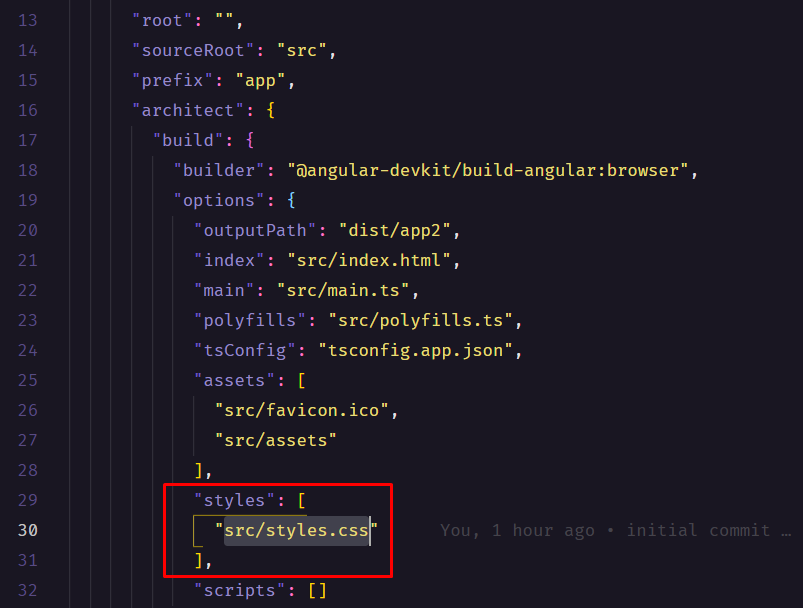 13 "root": "",
14 "sourceRoot": "src",
15 "prefix": "app",
16 "architect": {
17 "build": {
18 "builder": "@angular-devkit/build-angular:browser",
19 "options": {
20 "outputPath": "dist/app2",
21 "index": "src/index.html",
22 "main": "src/main.ts",
23 "polyfills": "src/polyfills.ts",
24 "tsConfig": "tsconfig.app.json",
25 "assets": [
26 "src/favicon.ico",
27 "src/assets"
28 ],
29 "styles": [
30 "src/styles.css" You, 1 hour ago • initial commit …
31 ],
32 "scripts": []